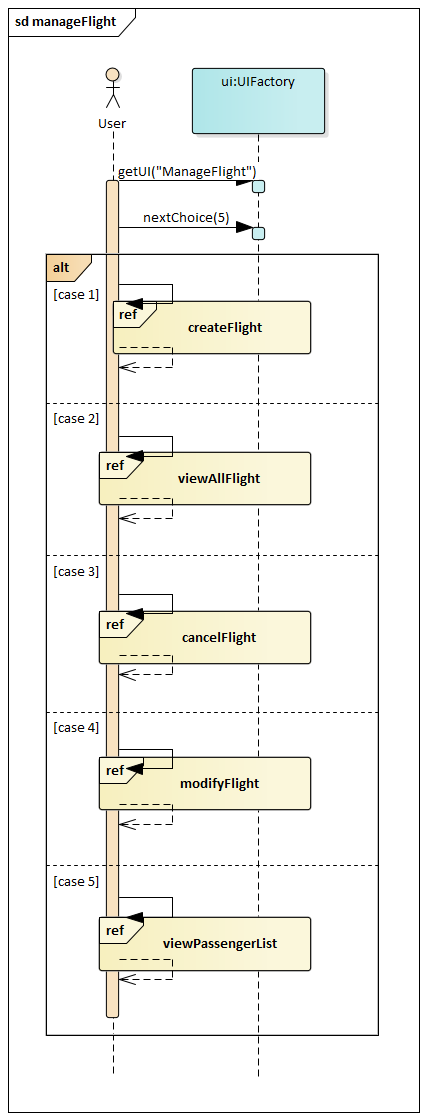 sd manageFlight
ui:UIFactory
User
getUI("ManageFlight")
nextChoice(5)
alt
[case 1]
ref
createFlight
[case 2]
ref
viewAllFlight
[case 3]
ref
cancelFlight
[case 4]
ref
modifyFlight
[case 5]
ref
viewPassengerList